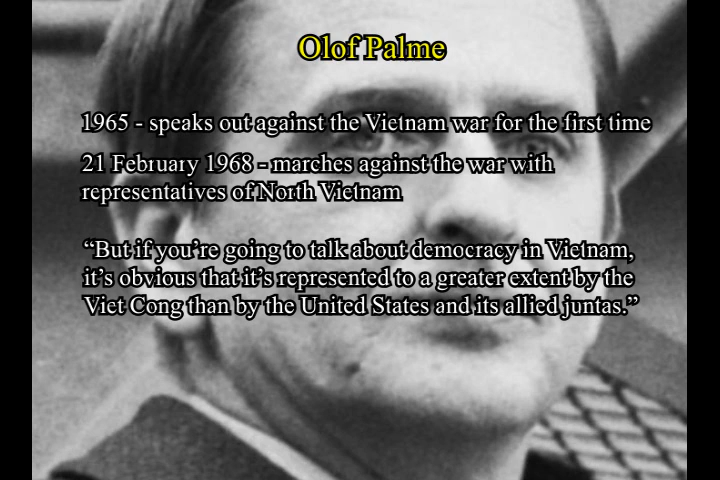 Olof Palme
1965 - speaks out against the Vietnam war for the first time
21 February 1968 - marches against the war with
representatives of North Vietnam
“But if you’re going to talk about democracy in Vietnam,
it’s obvious that it’s represented to a greater extent by the
Viet Cong than by the United States and its allied juntas.”